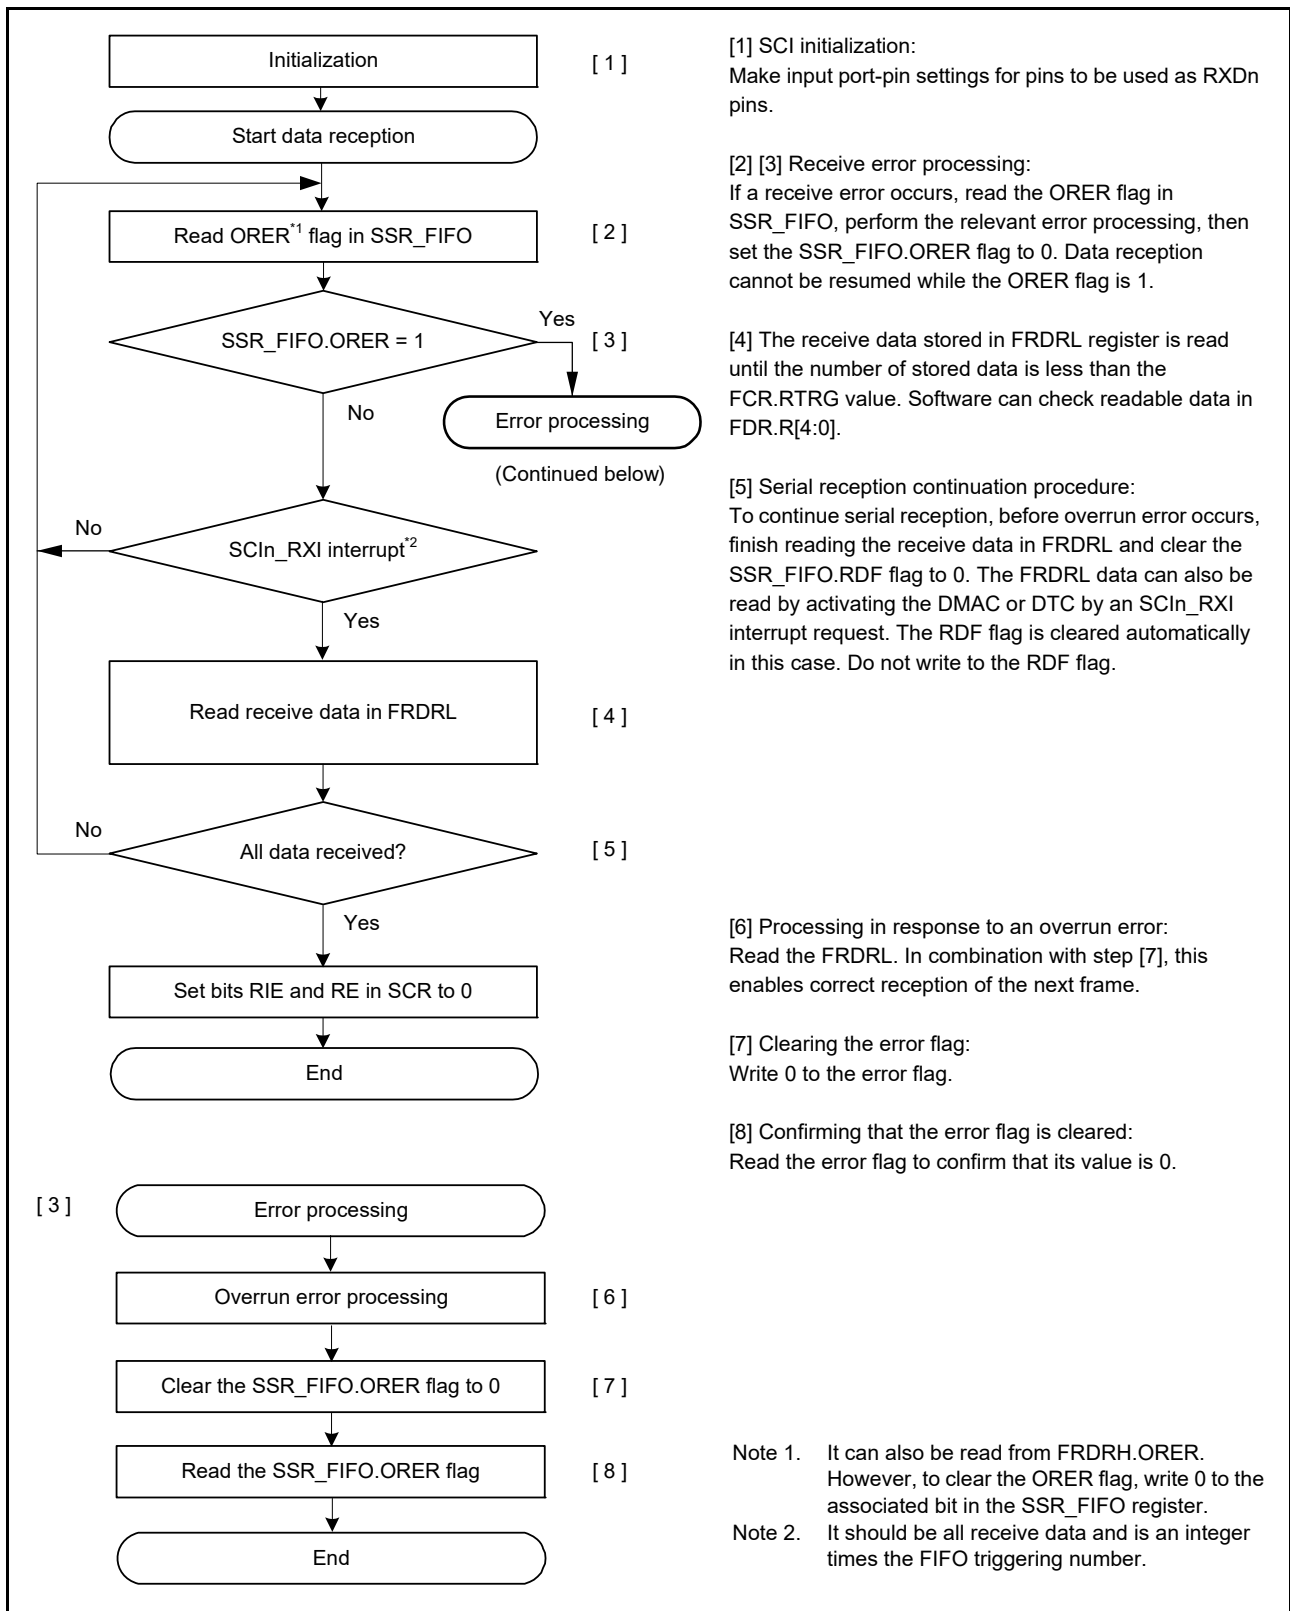 Initialization
[ 1 ]
Start data reception
Read ORER*1 flag in SSR_FIFO
[ 2 ]
SSR_FIFO.ORER = 1
Yes
[ 3 ]
No
Error processing
(Continued below)
No
SCIn_RXI interrupt*2
Yes
Read receive data in FRDRL
[ 4 ]
No
All data received?
[ 5 ]
Yes
Set bits RIE and RE in SCR to 0
End
[ 3 ]
Error processing
Overrun error processing
[ 6 ]
Clear the SSR_FIFO.ORER flag to 0
[ 7 ]
Read the SSR_FIFO.ORER flag
[ 8 ]
End
[1] SCI initialization:
Make input port-pin settings for pins to be used as RXDn
pins.
[2] [3] Receive error processing:
If a receive error occurs, read the ORER flag in
SSR_FIFO, perform the relevant error processing, then
set the SSR_FIFO.ORER flag to 0. Data reception
cannot be resumed while the ORER flag is 1.
[4] The receive data stored in FRDRL register is read
until the number of stored data is less than the
FCR.RTRG value. Software can check readable data in
FDR.R[4:0].
[5] Serial reception continuation procedure:
To continue serial reception, before overrun error occurs,
finish reading the receive data in FRDRL and clear the
SSR_FIFO.RDF flag to 0. The FRDRL data can also be
read by activating the DMAC or DTC by an SCIn_RXI
interrupt request. The RDF flag is cleared automatically
in this case. Do not write to the RDF flag.
[6] Processing in response to an overrun error:
Read the FRDRL. In combination with step [7], this
enables correct reception of the next frame.
[7] Clearing the error flag:
Write 0 to the error flag.
[8] Confirming that the error flag is cleared:
Read the error flag to confirm that its value is 0.
Note 1. It can also be read from FRDRH.ORER.
However, to clear the ORER flag, write 0 to the
associated bit in the SSR_FIFO register.
Note 2. It should be all receive data and is an integer
times the FIFO triggering number.